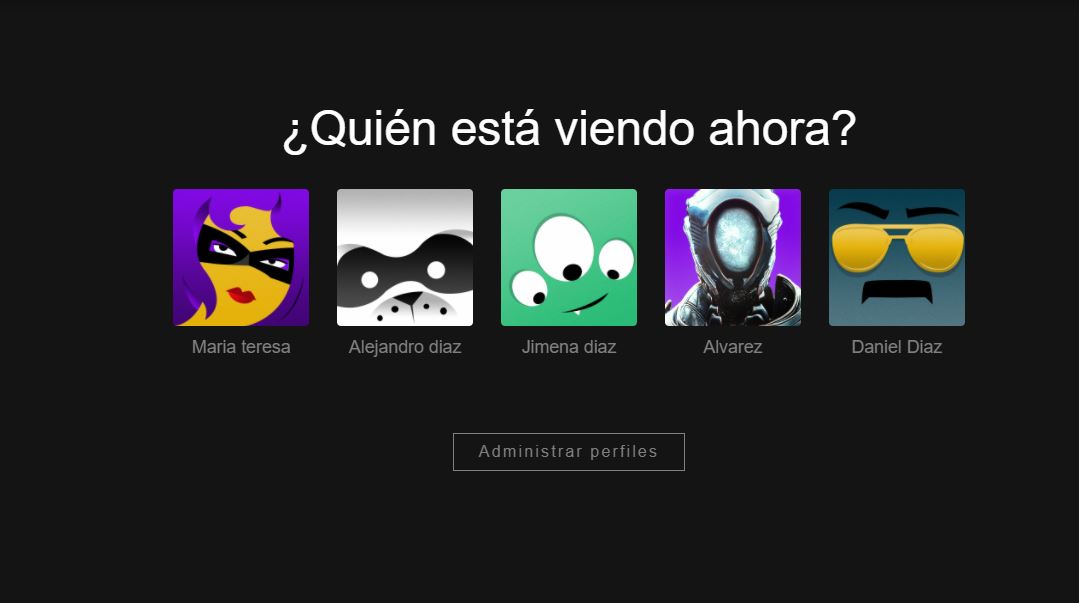 ¿Quién está viendo ahora?
Maria teresa
Alejandro diaz
Jimena diaz
Alvarez
Daniel Diaz
Administrar perfiles